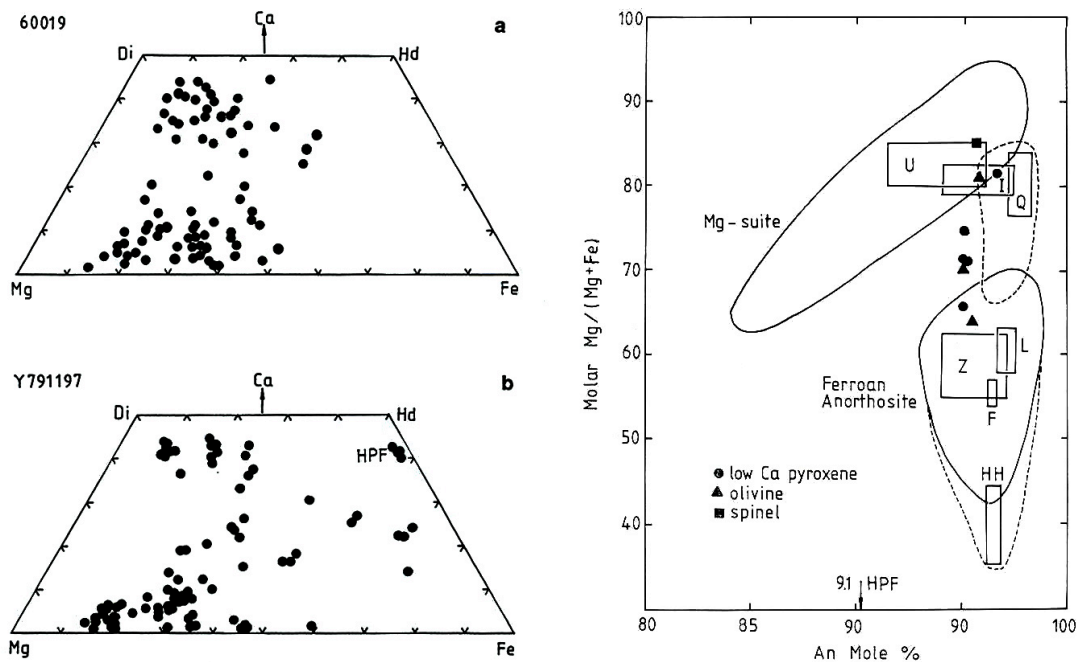 60019
a
Ca
Di
Hd
Mg
Fe
Y791197
b
Ca
Di
Hd
HPF
Mg
Fe
100
90
80
70
60
50
40
Molar Mg/(Mg+Fe)
U
I
Q
Mg-suite
Z
L
F
Ferroan
Anorthosite
HH
low Ca pyroxene
olivine
spinel
9.1 HPF
80
85
90
90
100
An Mole %